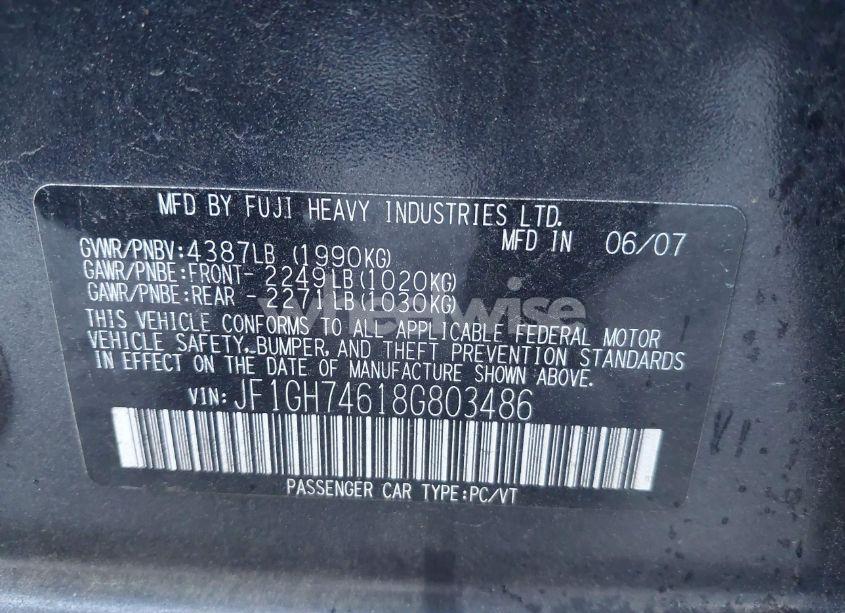 MFD BY FUJI HEAVY INDUSTRIES LTD.
MFD IN 06/07
GVWR/PNBV:4387LB (1990KG)
GAWR/PNBE:FRONT- 2249LB(1020KG)
GAWR/PNBE:REAR - 2271LB(1030KG)
THIS VEHICLE CONFORMS TO ALL APPLICABLE FEDERAL MOTOR
VEHICLE SAFETY, BUMPER, AND THEFT PREVENTION STANDARDS
IN EFFECT ON THE DATE OF MANUFACTURE SHOWN ABOVE.
VIN: JF1GH74618G803486
PASSENGER CAR TYPE:PC/VT
wheelwise